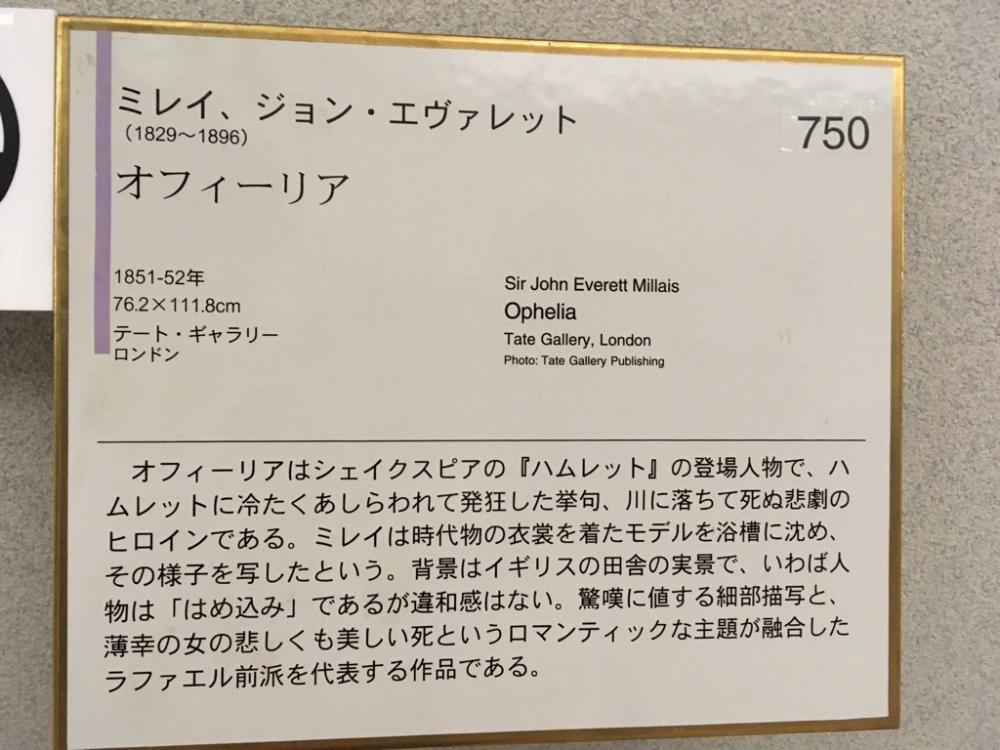 ミレイ、ジョン・エヴァレット
（1829～1896）
750
オフィーリア
1851-52年
76.2×111.8cm
テート・ギャラリー
ロンドン
Sir John Everett Millais
Ophelia
Tate Gallery, London
Photo: Tate Gallery Publishing
オフィーリアはシェイクスピアの『ハムレット』の登場人物で、ハ
ムレットに冷たくあしらわれて発狂した挙句、川に落ちて死ぬ悲劇の
ヒロインである。ミレイは時代物の衣裳を着たモデルを浴槽に沈め、
その様子を写したという。背景はイギリスの田舎の実景で、いわば人
物は「はめ込み」であるが違和感はない。驚嘆に値する細部描写と、
薄幸の女の悲しくも美しい死というロマンティックな主題が融合した
ラファエル前派を代表する作品である。